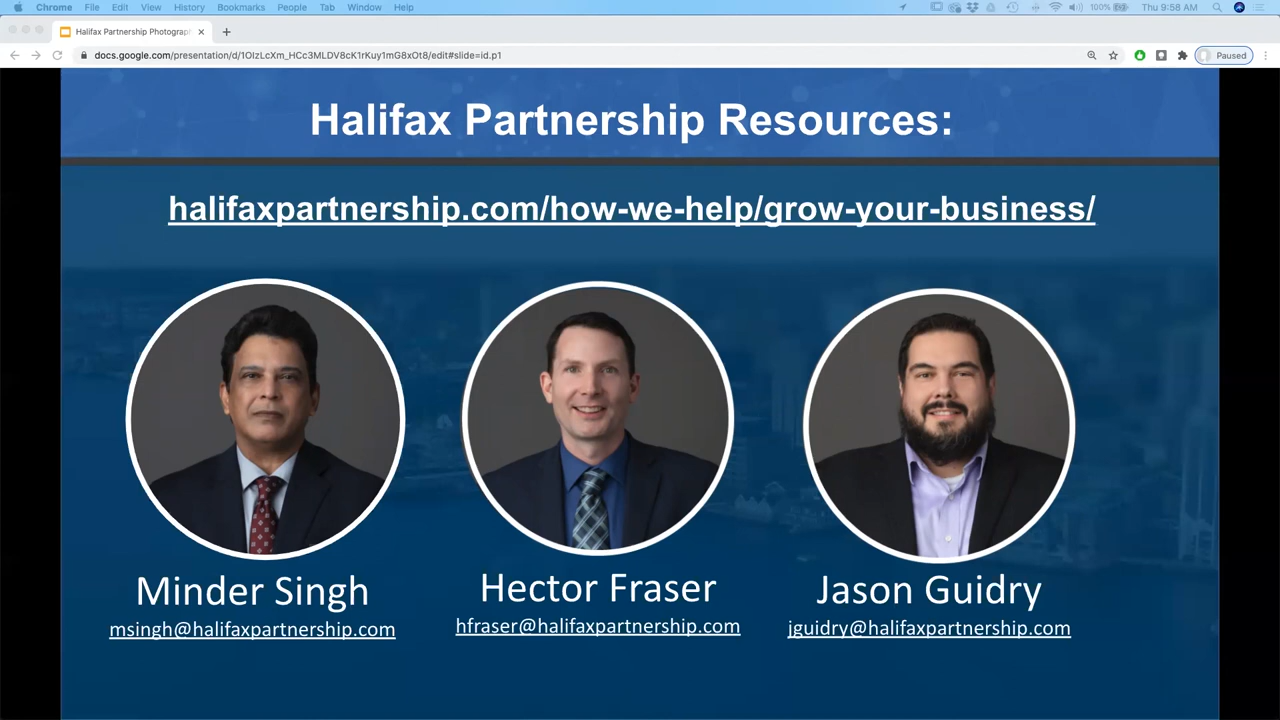 Chrome File Edit View History Bookmarks People Tab Window Help 100% Thu 9:58 AM
Halifax Partnership Photograp
docs.google.com/presentation/d/1OIzLcXm_HCc3MLDV8cK1rKuy1mG8xOt8/edit#slide=id.p1 Paused
Halifax Partnership Resources:
halifaxpartnership.com/how-we-help/grow-your-business/
Minder Singh Hector Fraser Jason Guidry
msingh@halifaxpartnership.com hfraser@halifaxpartnership.com jguidry@halifaxpartnership.com